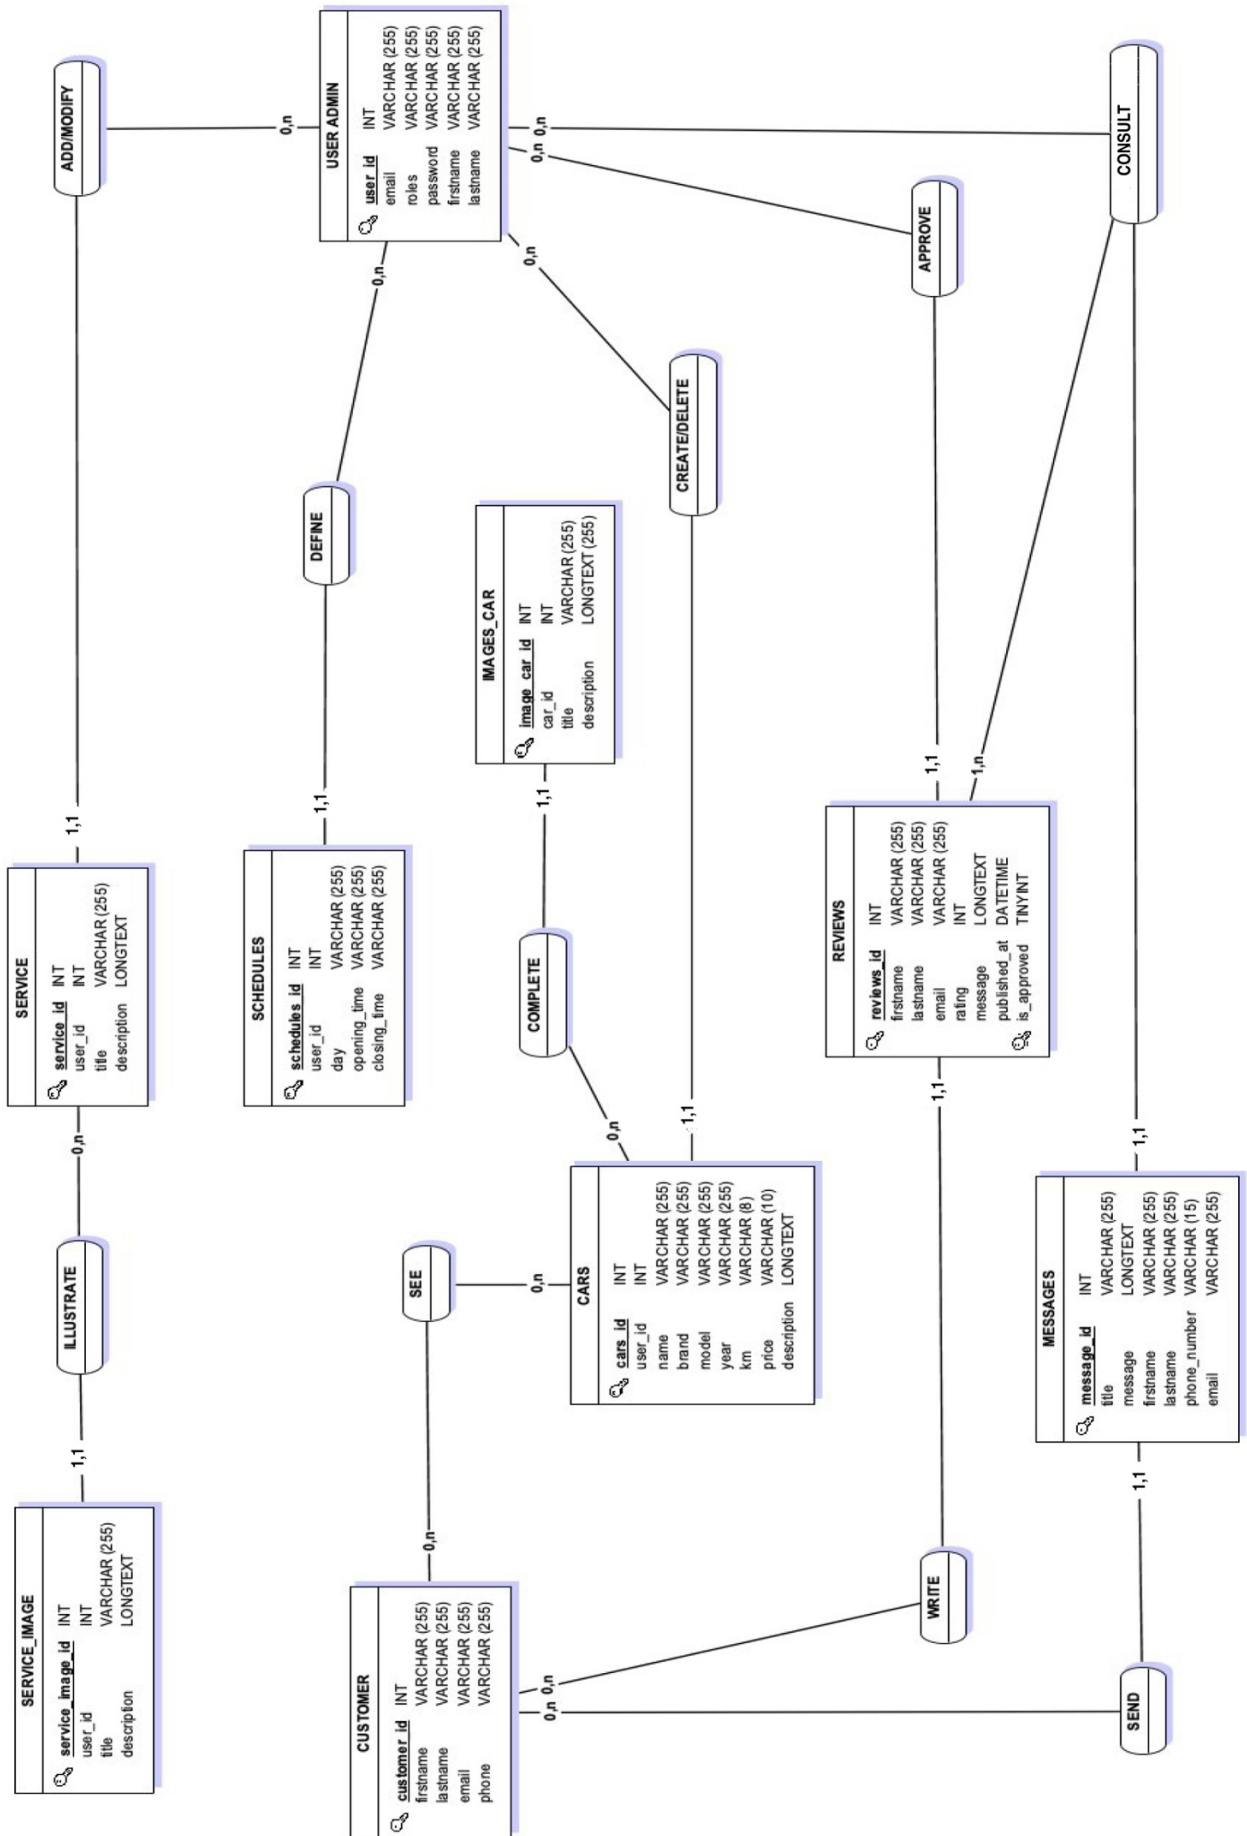 SERVICE_IMAGE
service_image_id INT
user_id INT
title VARCHAR (255)
description LONGTEXT
1,1
ILLUSTRATE
0,n
SERVICE
service_id INT
user_id INT
title VARCHAR (255)
description LONGTEXT
1,1
ADD/MODIFY
0,n
USER ADMIN
user_id INT
email VARCHAR (255)
roles VARCHAR (255)
password VARCHAR (255)
firstname VARCHAR (255)
lastname VARCHAR (255)
0,n
0,n
0,n
0,n
SCHEDULES
schedules_id INT
user_id INT
day VARCHAR (255)
opening_time VARCHAR (255)
closing_time VARCHAR (255)
1,1
DEFINE
CUSTOMER
customer_id INT
firstname VARCHAR (255)
lastname VARCHAR (255)
email VARCHAR (255)
phone VARCHAR (255)
0,n
0,n
0,n
SEE
0,n
CARS
cars_id INT
user_id INT
name VARCHAR (255)
brand VARCHAR (255)
model VARCHAR (255)
year VARCHAR (255)
km VARCHAR (8)
price VARCHAR (10)
description LONGTEXT
0,n
1,1
COMPLETE
1,1
IMAGES_CAR
image_car_id INT
car_id INT
title VARCHAR (255)
description LONGTEXT (255)
CREATE/DELETE
WRITE
1,1
REVIEWS
reviews_id INT
firstname VARCHAR (255)
lastname VARCHAR (255)
email VARCHAR (255)
rating INT
message LONGTEXT
published_at DATETIME
is_approved TINYINT
1,1
1,n
APPROVE
SEND
1,1
MESSAGES
message_id INT
title VARCHAR (255)
message LONGTEXT
firstname VARCHAR (255)
lastname VARCHAR (255)
phone_number VARCHAR (15)
email VARCHAR (255)
1,1
CONSULT